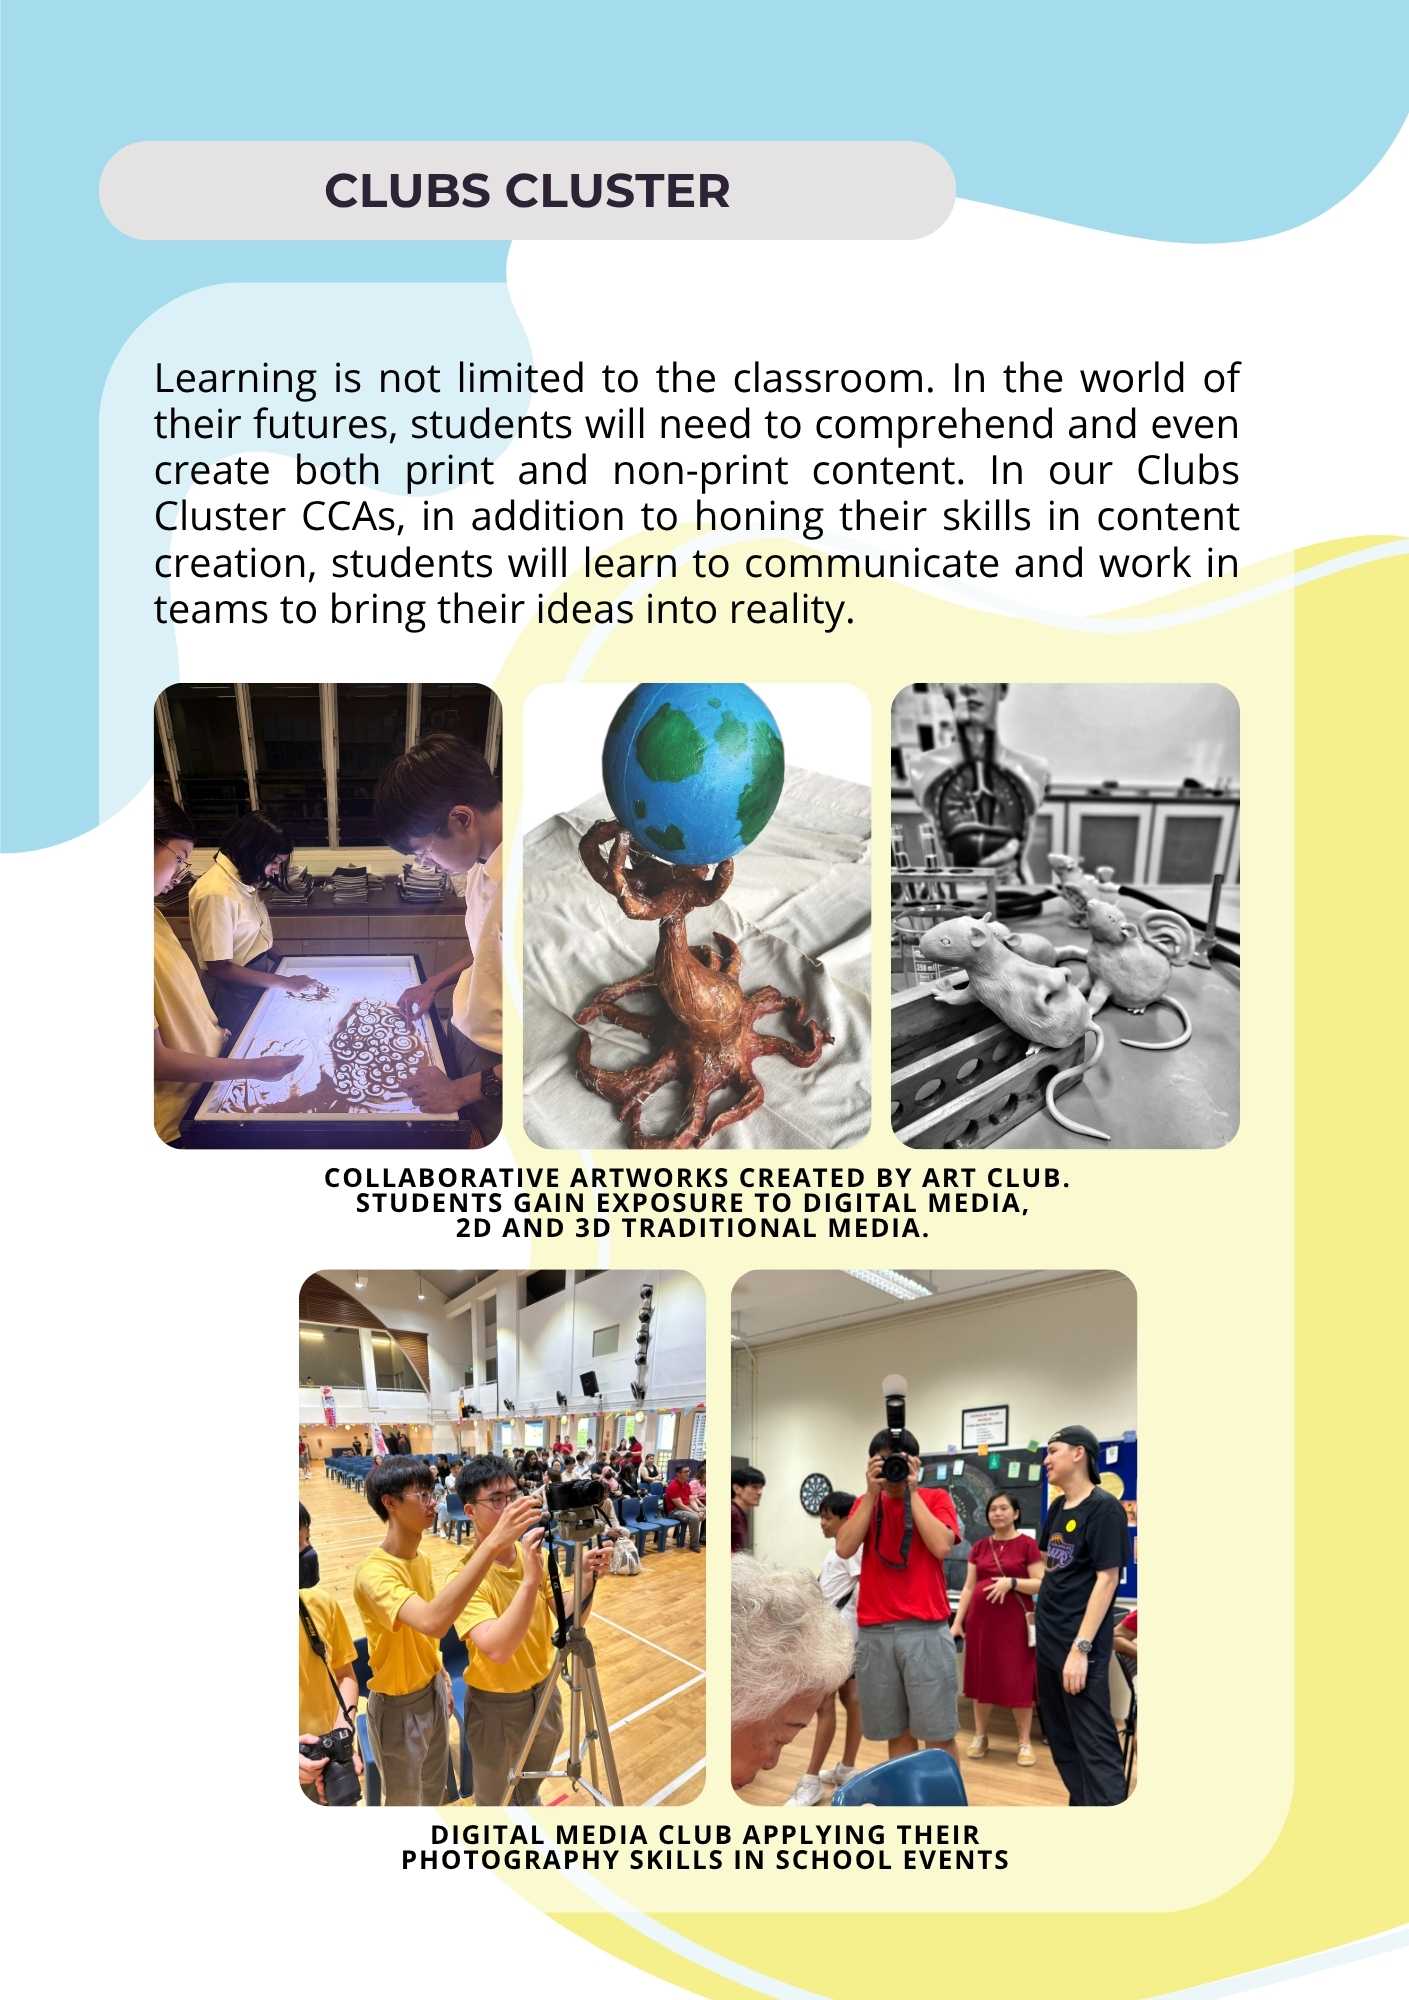 CLUBS CLUSTER
Learning is not limited to the classroom. In the world of
their futures, students will need to comprehend and even
create both print and non-print content. In our Clubs
Cluster CCAs, in addition to honing their skills in content
creation, students will learn to communicate and work in
teams to bring their ideas into reality.
COLLABORATIVE ARTWORKS CREATED BY ART CLUB.
STUDENTS GAIN EXPOSURE TO DIGITAL MEDIA,
2D AND 3D TRADITIONAL MEDIA.
DIGITAL MEDIA CLUB APPLYING THEIR
PHOTOGRAPHY SKILLS IN SCHOOL EVENTS